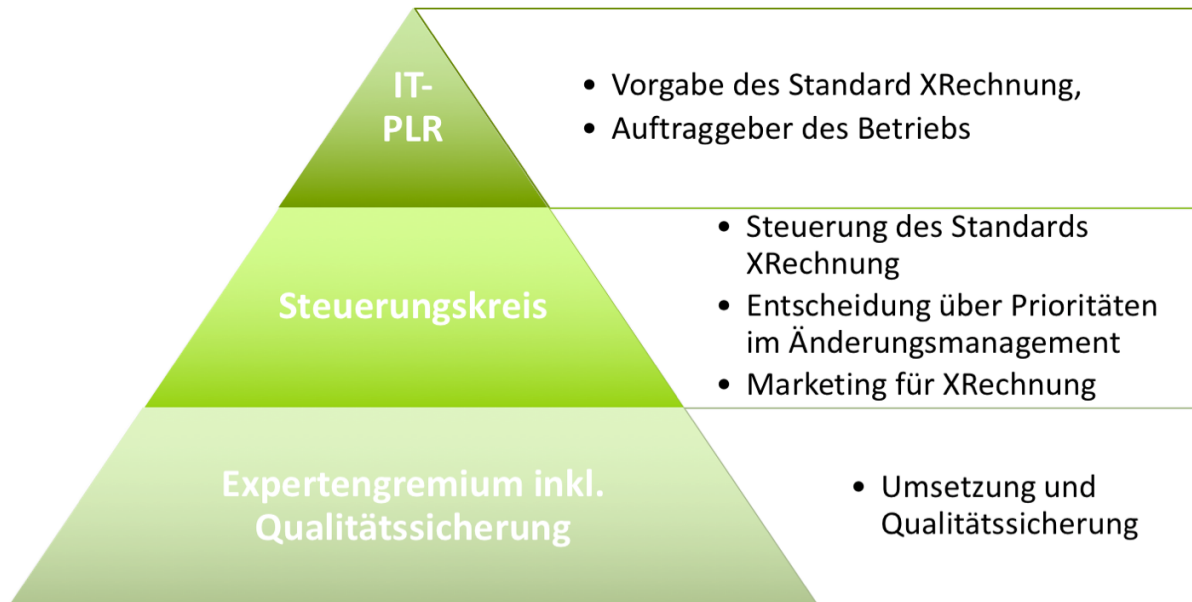 IT-
PLR
• Vorgabe des Standard XRechnung,
• Auftraggeber des Betriebs
Steuerungskreis
• Steuerung des Standards
XRechnung
• Entscheidung über Prioritäten
im Änderungsmanagement
• Marketing für XRechnung
Expertengremium inkl.
Qualitätssicherung
• Umsetzung und
Qualitätssicherung